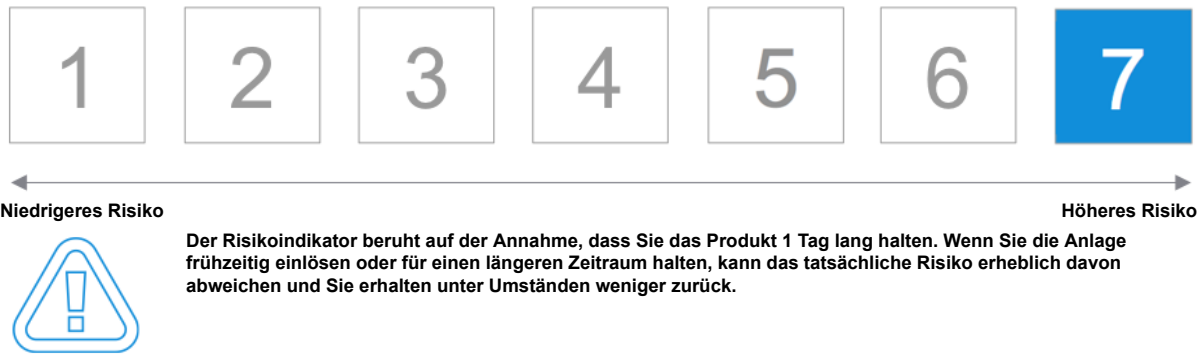 1 2 3 4 5 6 7
Niedrigeres Risiko Höheres Risiko
Der Risikoindikator beruht auf der Annahme, dass Sie das Produkt 1 Tag lang halten. Wenn Sie die Anlage
frühzeitig einlösen oder für einen längeren Zeitraum halten, kann das tatsächliche Risiko erheblich davon
abweichen und Sie erhalten unter Umständen weniger zurück.